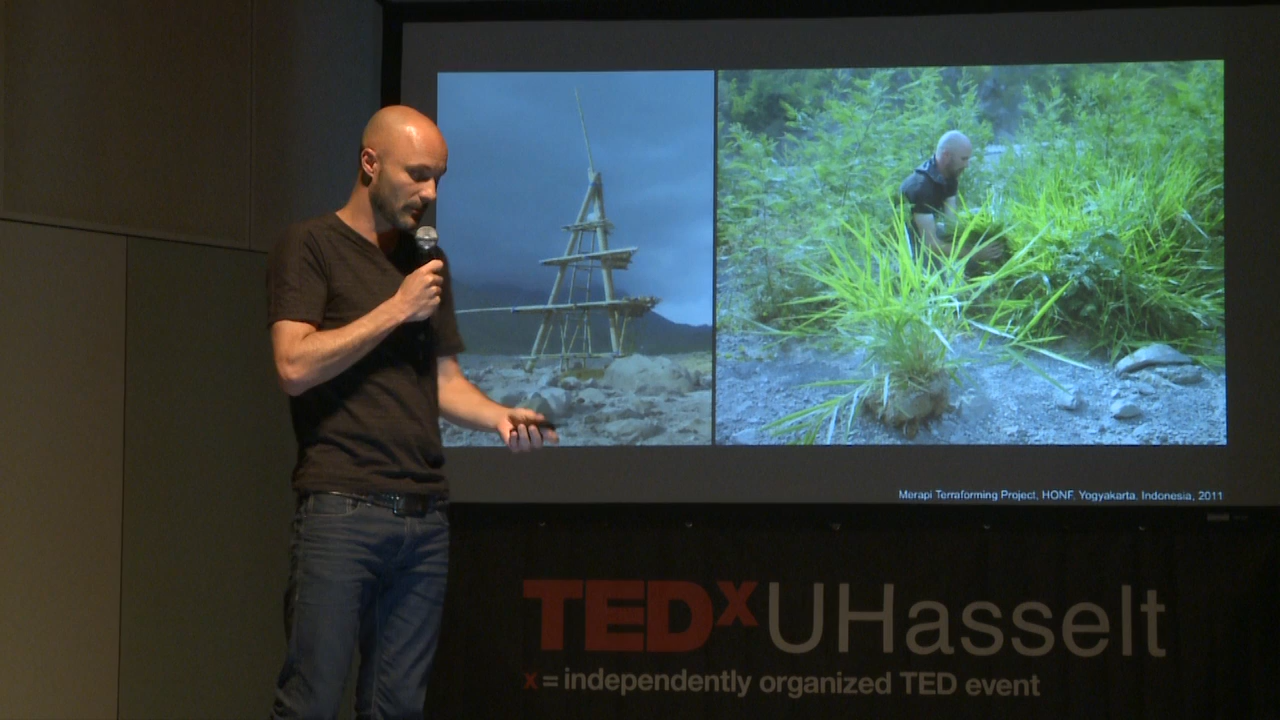 Merapi Terraforming Project, HONF. Yogyakarta. Indonesia, 2011
TEDxUHasselt
x = independently organized TED event